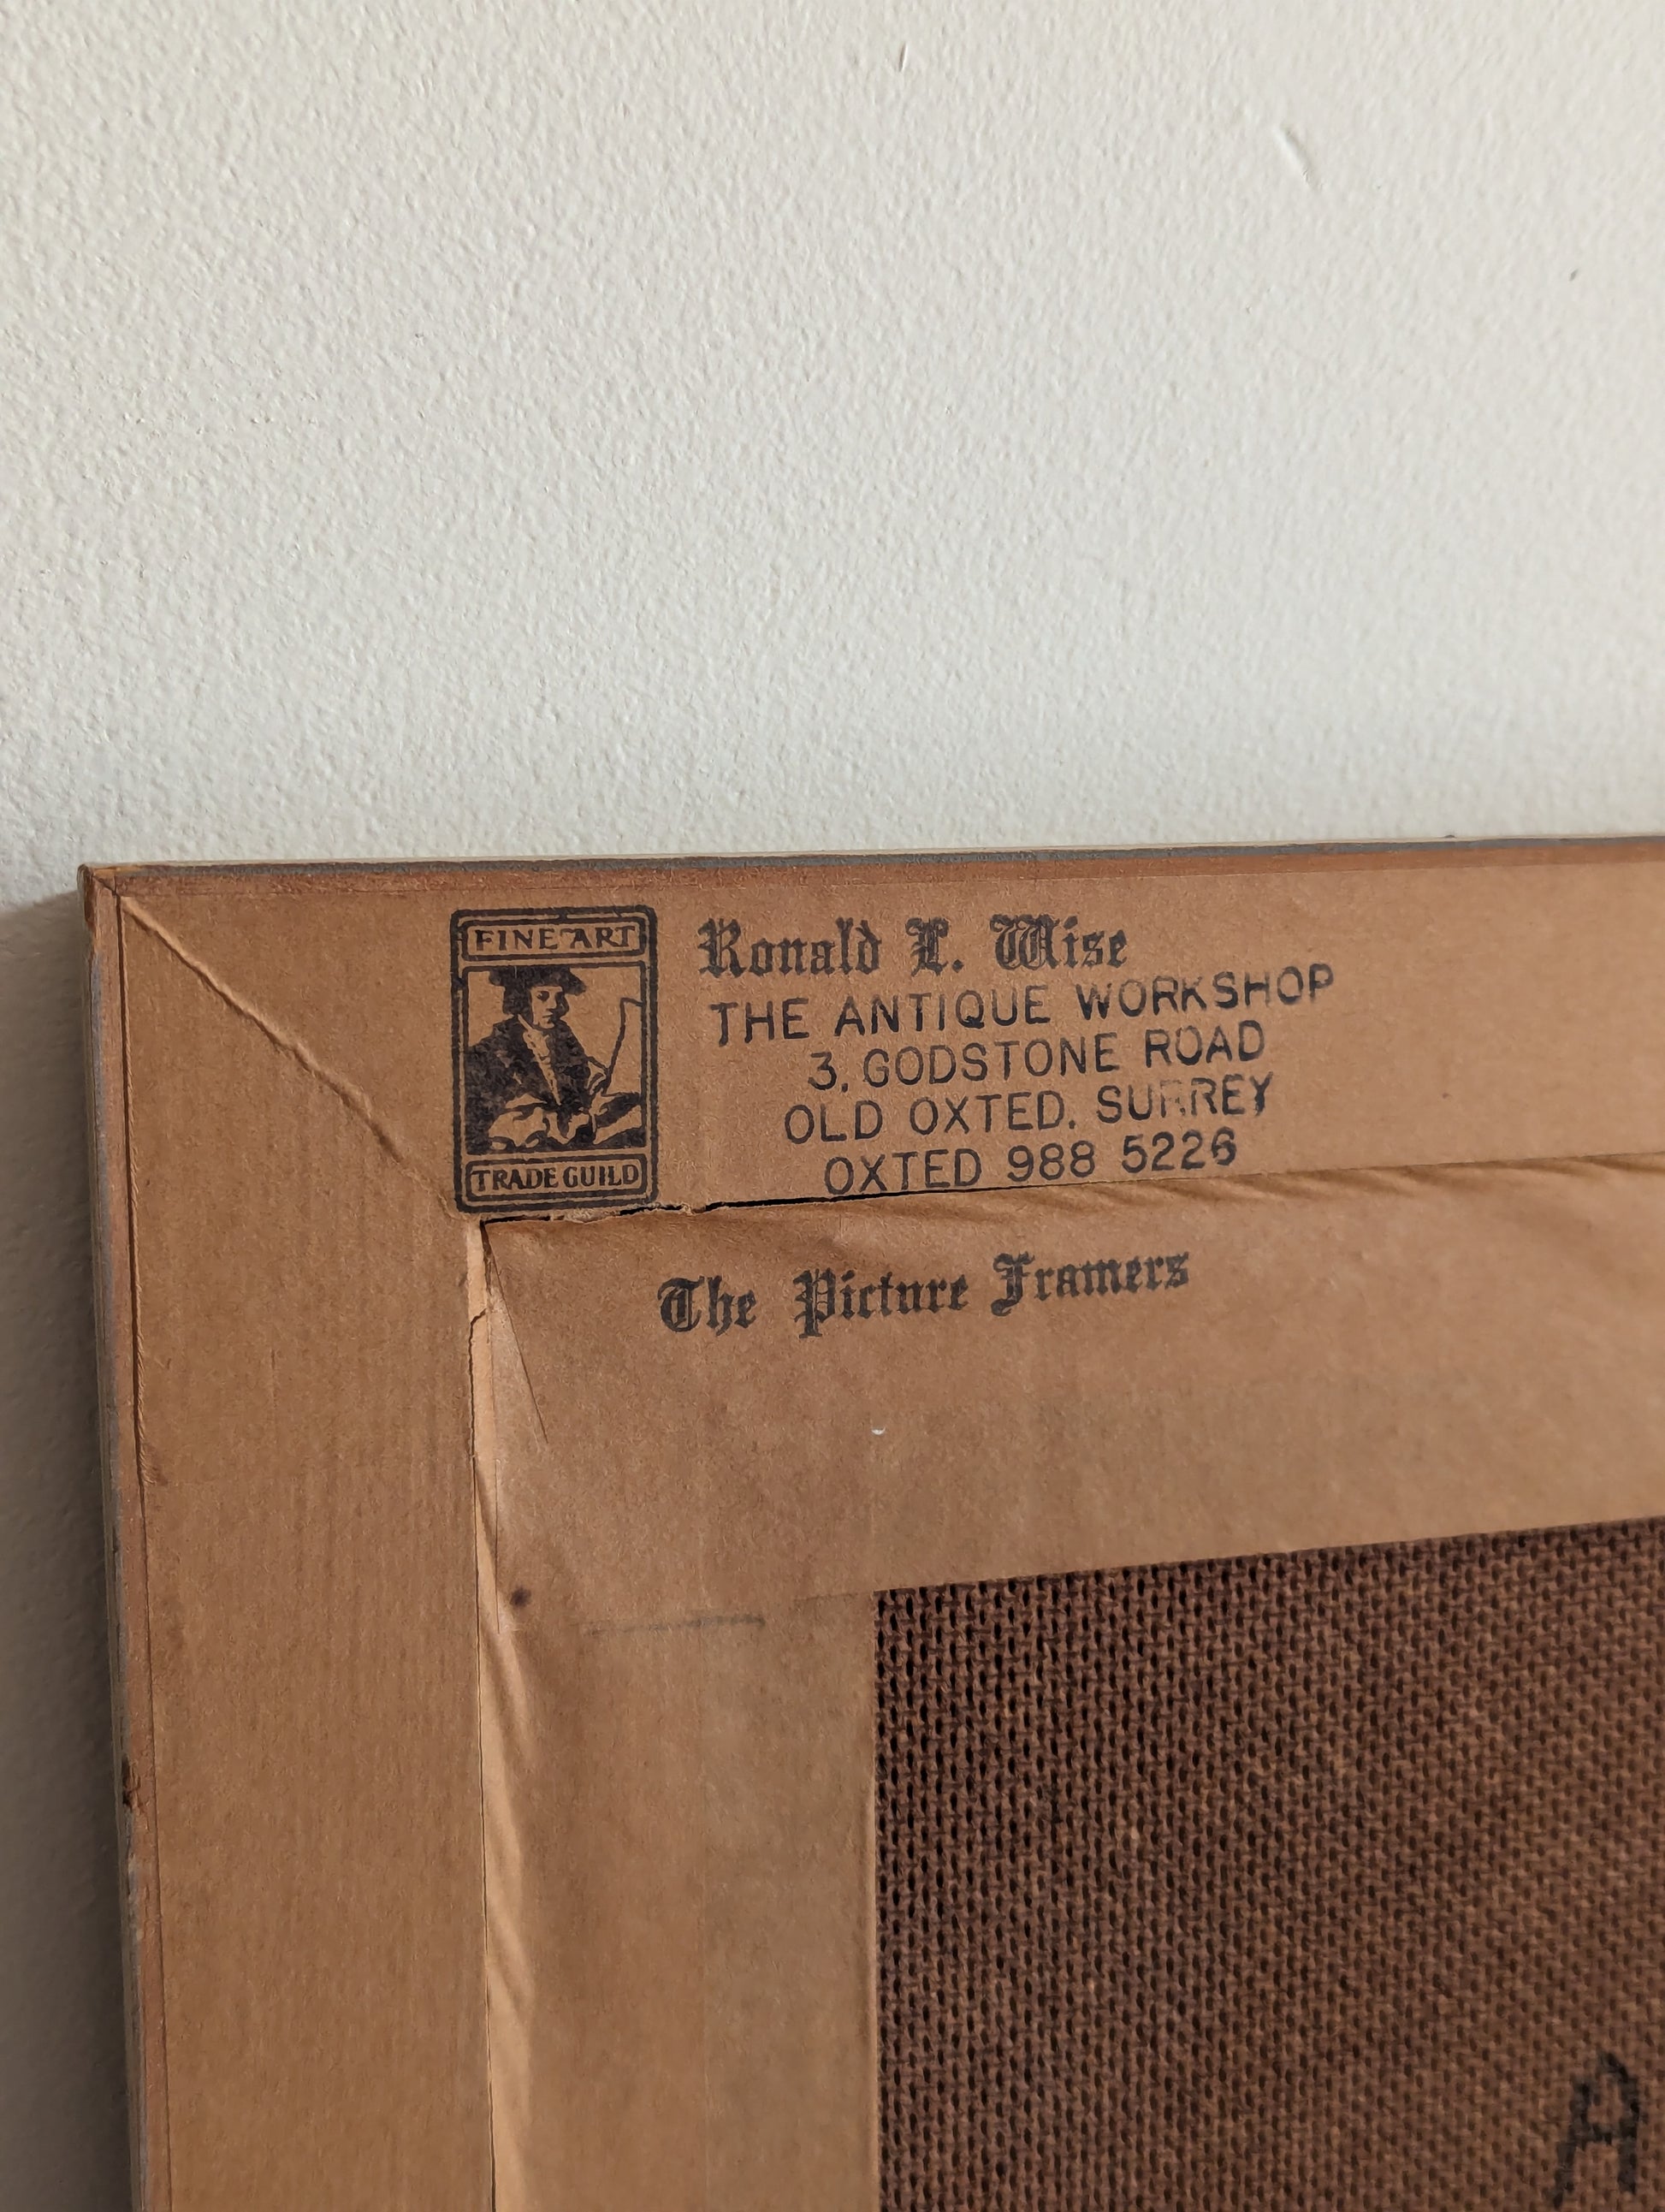 FINE ART
TRADE GUILD
Ronald L. Wise
THE ANTIQUE WORKSHOP
3, GODSTONE ROAD
OLD OXTED, SURREY
OXTED 988 5226
The Picture Framers
A